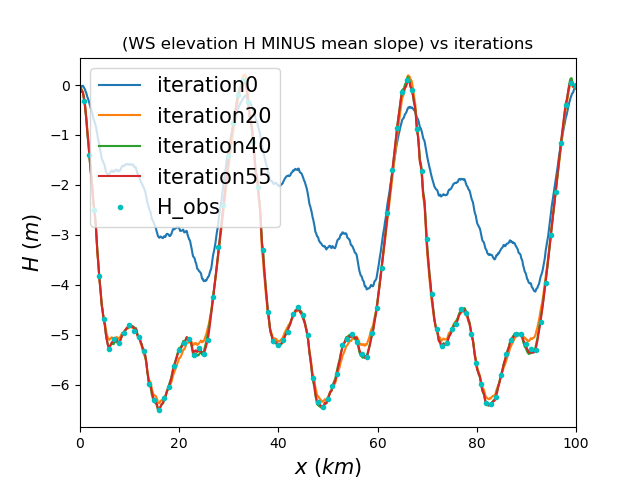 (WS elevation H MINUS mean slope) vs iterations
iteration0
iteration20
iteration40
iteration55
H_obs
H (m)
0
−1
−2
−3
−4
−5
−6
0 20 40 60 80 100
x (km)